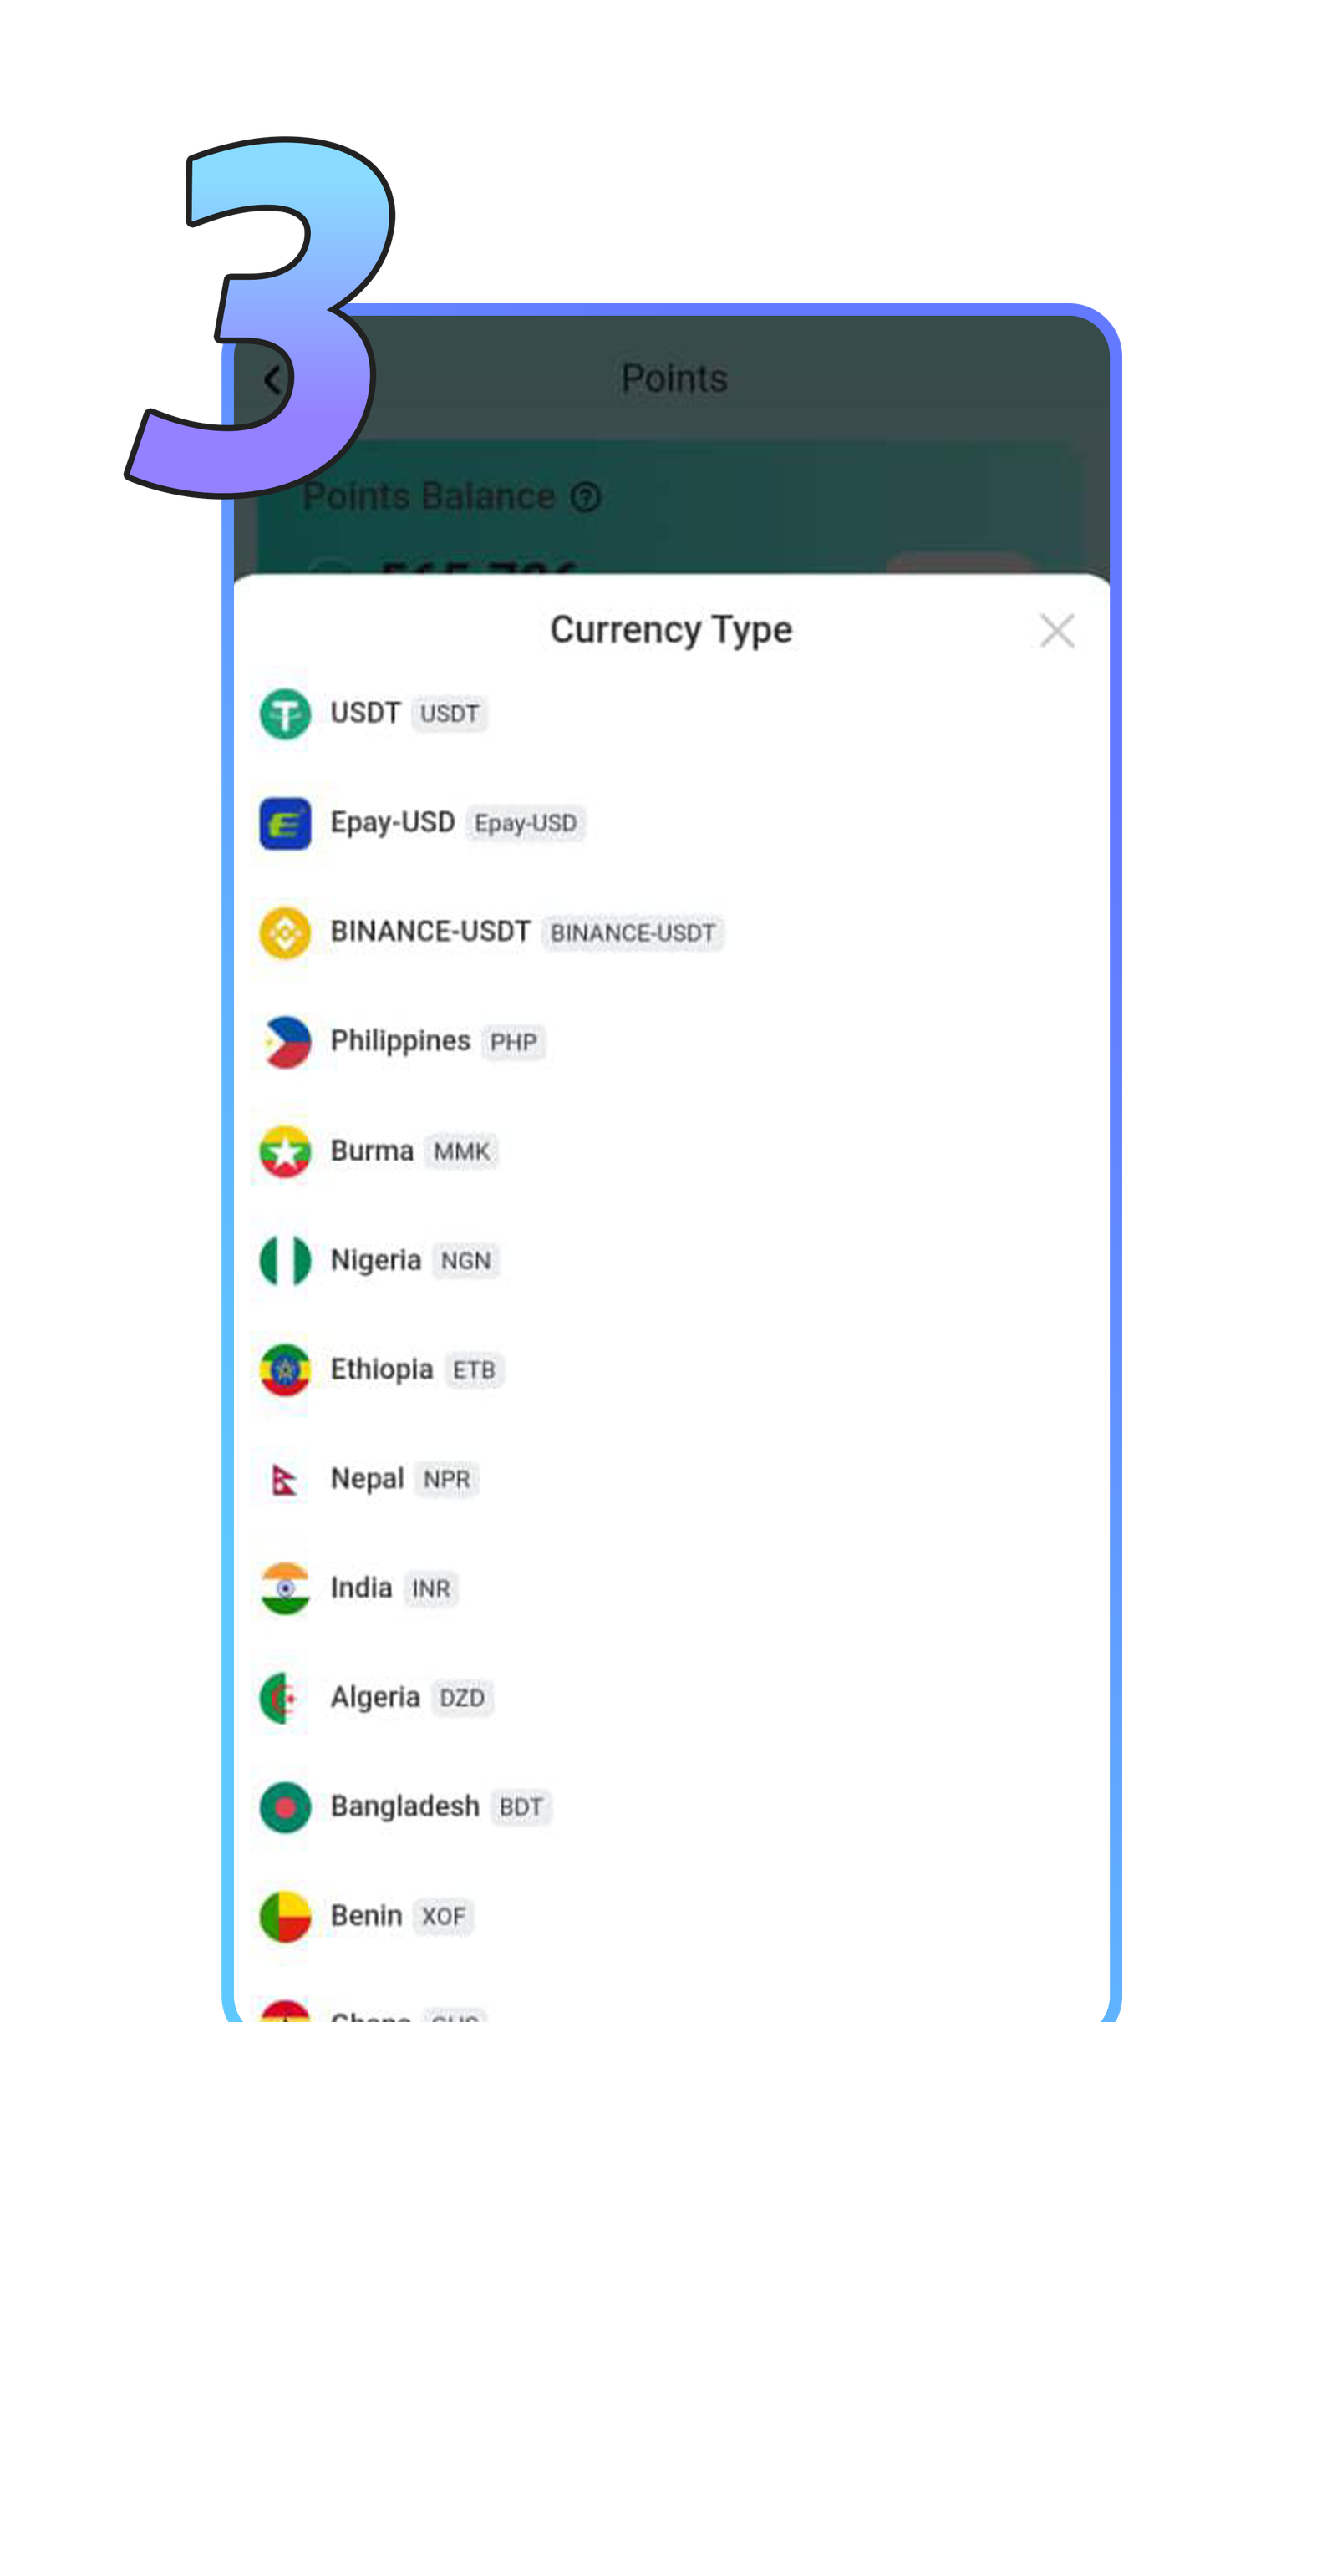 3
Points
Points Balance
Currency Type
USDT USDT
Epay-USD Epay-USD
BINANCE-USDT BINANCE-USDT
Philippines PHP
Burma MMK
Nigeria NGN
Ethiopia ETB
Nepal NPR
India INR
Algeria DZD
Bangladesh BDT
Benin XOF